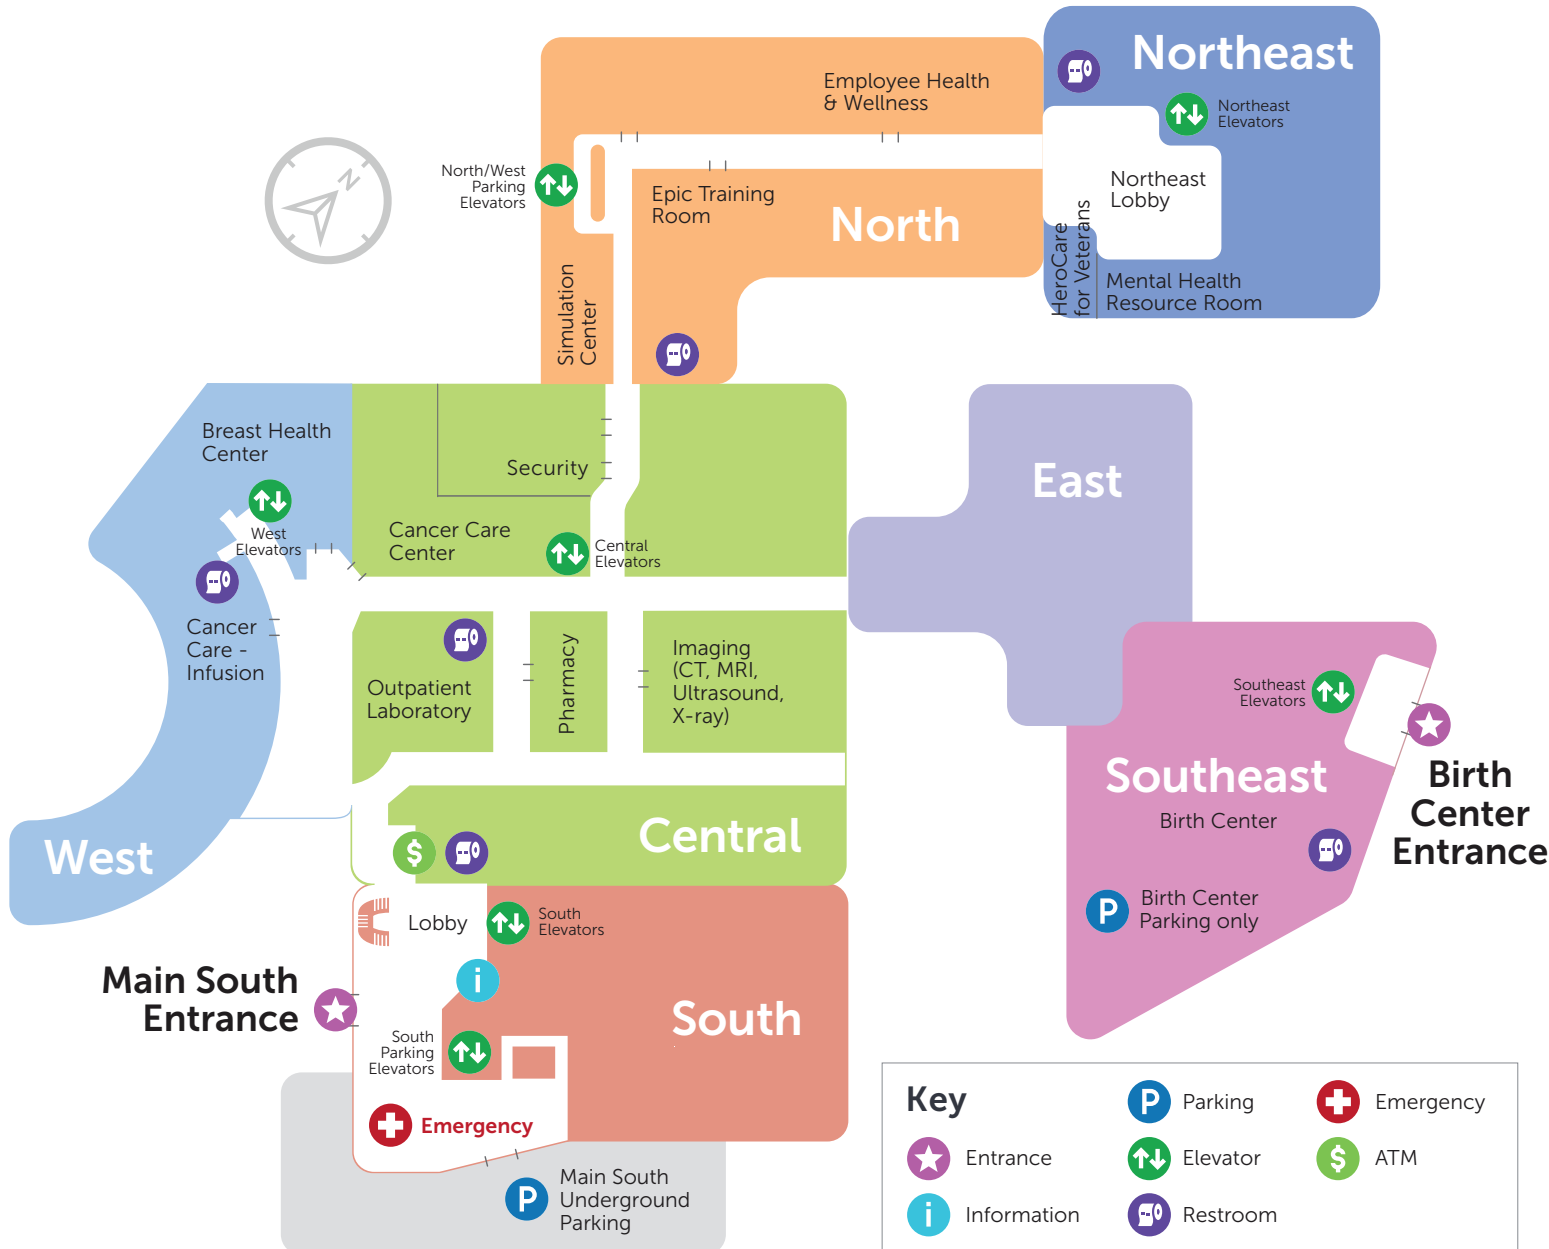 Northeast
Northeast
Elevators
Northeast
Lobby
HeroCare
for Veterans
Mental Health
Resource Room
Employee Health
& Wellness
N
North/West
Parking
Elevators
Epic Training
Room
North
Simulation
Center
Breast Health
Center
West
Elevators
Cancer
Care -
Infusion
West
Security
Cancer Care
Center
Central
Elevators
Outpatient
Laboratory
Pharmacy
Imaging
(CT, MRI,
Ultrasound,
X-ray)
$
Central
East
Southeast
Elevators
Southeast
Birth Center
Birth
Center
Entrance
P
Birth Center
Parking only
Lobby
South
Elevators
i
Main South
Entrance
South
South
Parking
Elevators
Emergency
P
Main South
Underground
Parking
Key
Entrance
i
Information
P
Parking
Elevator
Restroom
Emergency
$
ATM